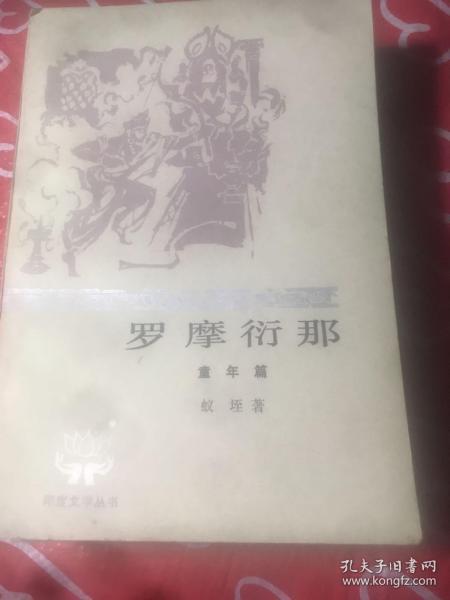 罗摩衍那
童年篇
蚁垤著
印度文学丛书
孔夫子旧书网
www.kongfz.com